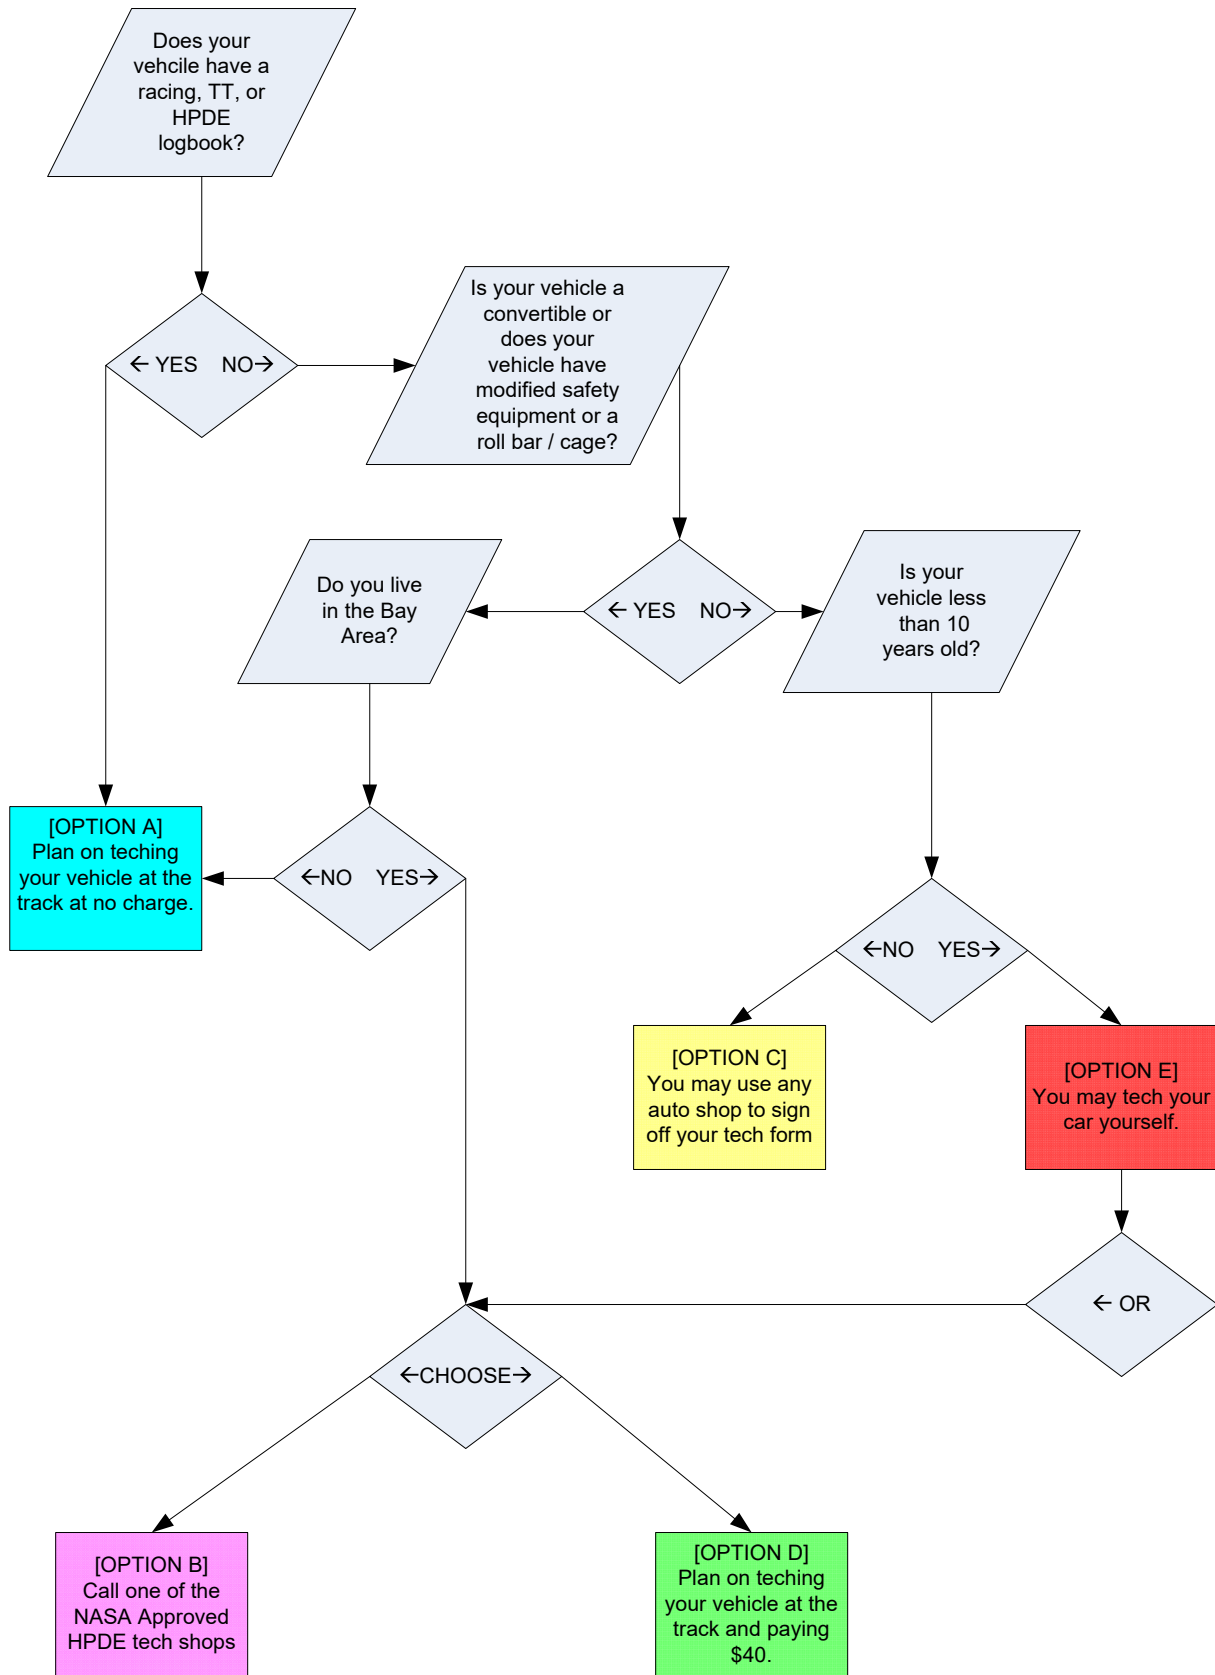 Does your
vehcile have a
racing, TT, or
HPDE
logbook?
← YES NO→
Is your vehicle a
convertible or
does your
vehicle have
modified safety
equipment or a
roll bar / cage?
Do you live
in the Bay
Area?
← YES NO→
Is your
vehicle less
than 10
years old?
[OPTION A]
Plan on teching
your vehicle at the
track at no charge.
←NO YES→
←NO YES→
[OPTION C]
You may use any
auto shop to sign
off your tech form
[OPTION E]
You may tech your
car yourself.
← OR
←CHOOSE→
[OPTION B]
Call one of the
NASA Approved
HPDE tech shops
[OPTION D]
Plan on teching
your vehicle at the
track and paying
$40.